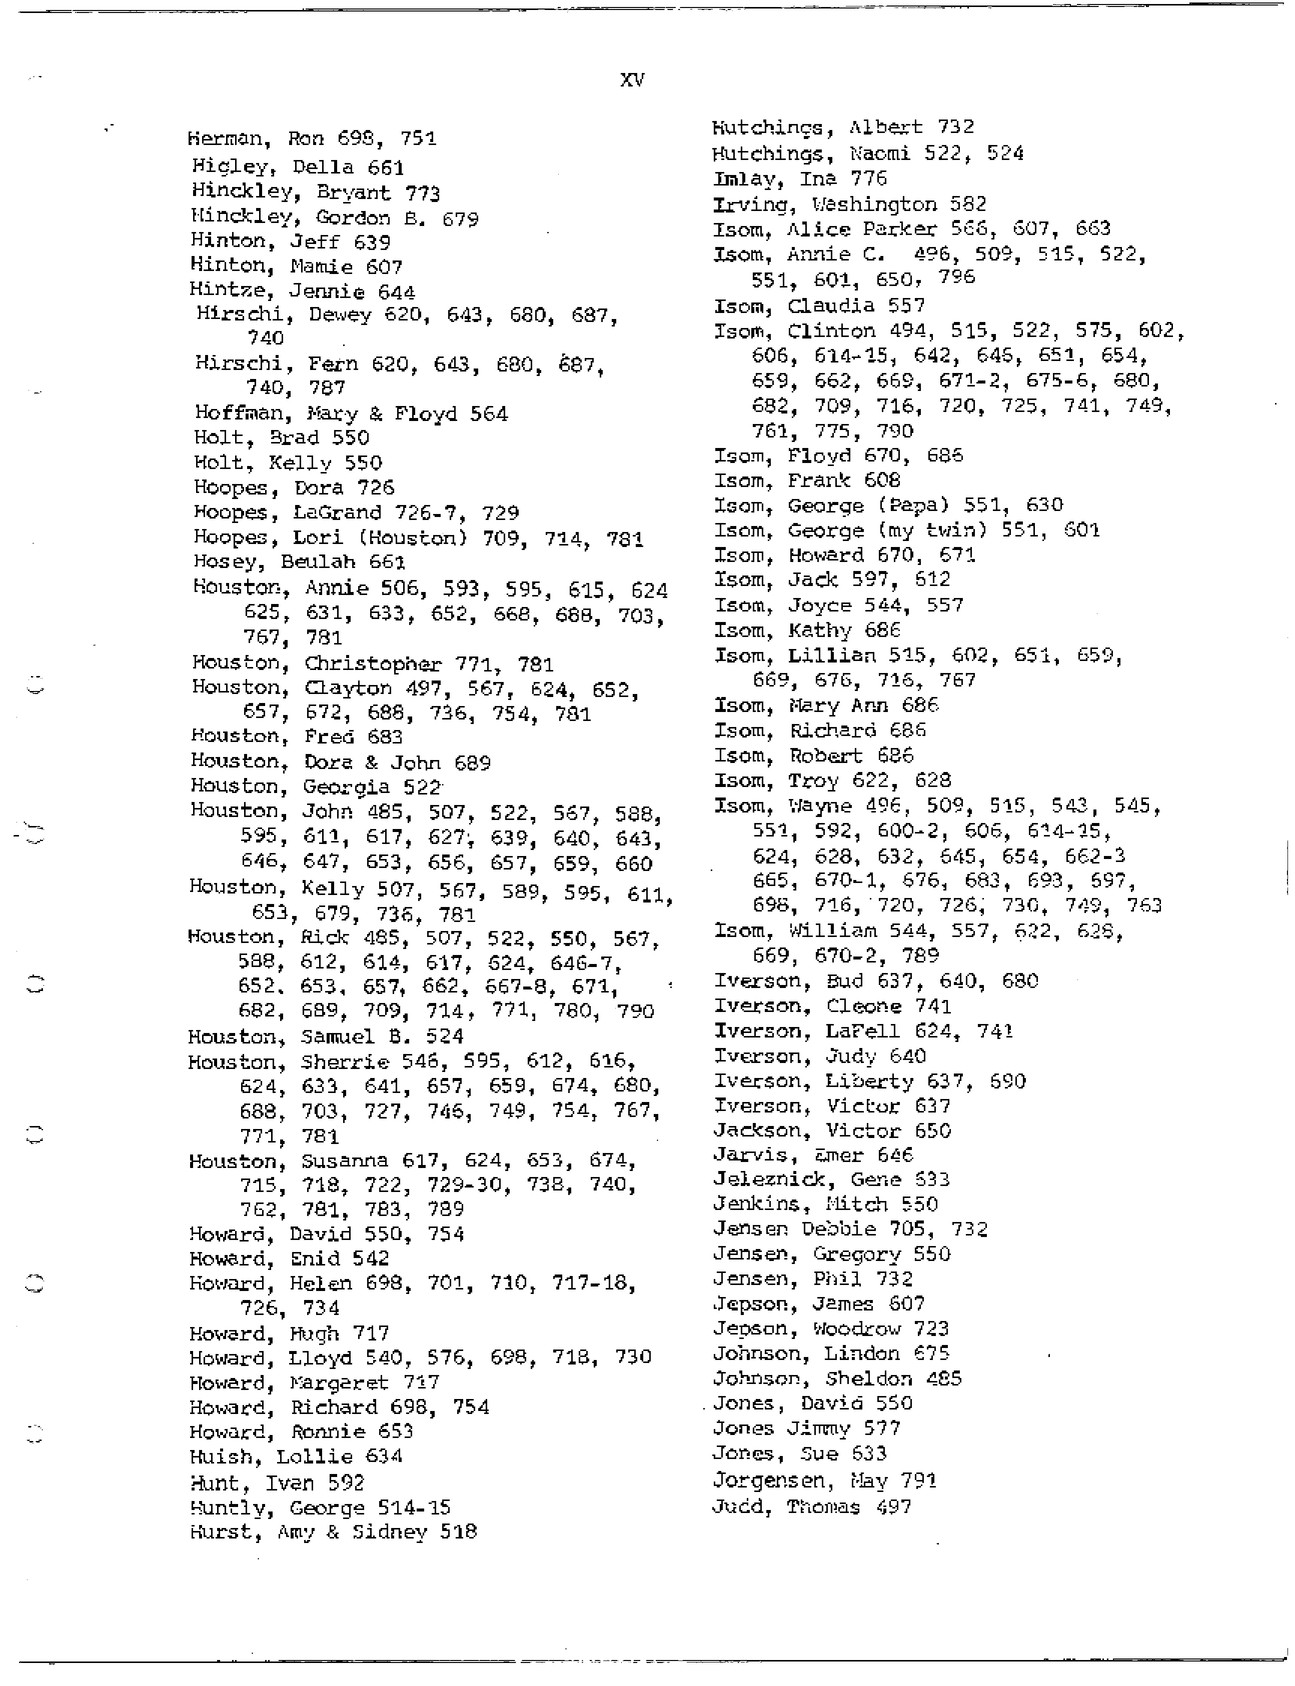 XV
Herman, Ron 698, 751
Higley, Della 661
Hinckley, Bryant 773
Hinckley, Gordon B. 679
Hinton, Jeff 639
Hinton, Mamie 607
Hintze, Jennie 644
Hirschi, Dewey 620, 643, 680, 687,
740
Hirschi, Fern 620, 643, 680, 687,
740, 787
Hoffman, Mary & Floyd 564
Holt, Brad 550
Holt, Kelly 550
Hoopes, Dora 726
Hoopes, LaGrand 726-7, 729
Hoopes, Lori (Houston) 709, 714, 781
Hosey, Beulah 661
Houston, Annie 506, 593, 595, 615, 624
625, 631, 633, 652, 668, 688, 703,
767, 781
Houston, Christopher 771, 781
Houston, Clayton 497, 567, 624, 652,
657, 672, 688, 736, 754, 781
Houston, Fred 683
Houston, Dora & John 689
Houston, Georgia 522
Houston, John 485, 507, 522, 567, 588,
595, 611, 617, 627, 639, 640, 643,
646, 647, 653, 656, 657, 659, 660
Houston, Kelly 507, 567, 589, 595, 611,
653, 679, 736, 781
Houston, Rick 485, 507, 522, 550, 567,
588, 612, 614, 617, 624, 646-7,
652. 653, 657, 662, 667-8, 671,
682, 689, 709, 714, 771, 780, 790
Houston, Samuel B. 524
Houston, Sherrie 546, 595, 612, 616,
624, 633, 641, 657, 659, 674, 680,
688, 703, 727, 746, 749, 754, 767,
771, 781
Houston, Susanna 617, 624, 653, 674,
715, 718, 722, 729-30, 738, 740,
762, 781, 783, 789
Howard, David 550, 754
Howard, Enid 542
Howard, Helen 698, 701, 710, 717-18,
726, 734
Howard, Hugh 717
Howard, Lloyd 540, 576, 698, 718, 730
Howard, Margaret 717
Howard, Richard 698, 754
Howard, Ronnie 653
Huish, Lollie 634
Hunt, Ivan 592
Huntly, George 514-15
Hurst, Amy & Sidney 518
Hutchings, Albert 732
Hutchings, Naomi 522, 524
Imlay, Ina 776
Irving, Washington 582
Isom, Alice Parker 566, 607, 663
Isom, Annie C. 496, 509, 515, 522,
551, 601, 650, 796
Isom, Claudia 557
Isom, Clinton 494, 515, 522, 575, 602,
606, 614-15, 642, 646, 651, 654,
659, 662, 669, 671-2, 675-6, 680,
682, 709, 716, 720, 725, 741, 749,
761, 775, 790
Isom, Floyd 670, 686
Isom, Frank 608
Isom, George (Papa) 551, 630
Isom, George (my twin) 551, 601
Isom, Howard 670, 671
Isom, Jack 597, 612
Isom, Joyce 544, 557
Isom, Kathy 686
Isom, Lillian 515, 602, 651, 659,
669, 676, 716, 767
Isom, Mary Ann 686
Isom, Richard 686
Isom, Robert 686
Isom, Troy 622, 628
Isom, Wayne 496, 509, 515, 543, 545,
551, 592, 600-2, 606, 614-15,
624, 628, 632, 645, 654, 662-3
665, 670-1, 676, 683, 693, 697,
698, 716, 720, 726, 730, 749, 763
Isom, William 544, 557, 622, 628,
669, 670-2, 789
Iverson, Bud 637, 640, 680
Iverson, Cleone 741
Iverson, LaFell 624, 741
Iverson, Judy 640
Iverson, Liberty 637, 690
Iverson, Victor 637
Jackson, Victor 650
Jarvis, Emer 646
Jeleznick, Gene 633
Jenkins, Mitch 550
Jensen Debbie 705, 732
Jensen, Gregory 550
Jensen, Phil 732
Jepson, James 607
Jepson, Woodrow 723
Johnson, Lindon 675
Johnson, Sheldon 485
Jones, David 550
Jones Jimmy 577
Jones, Sue 633
Jorgensen, May 791
Judd, Thomas 497